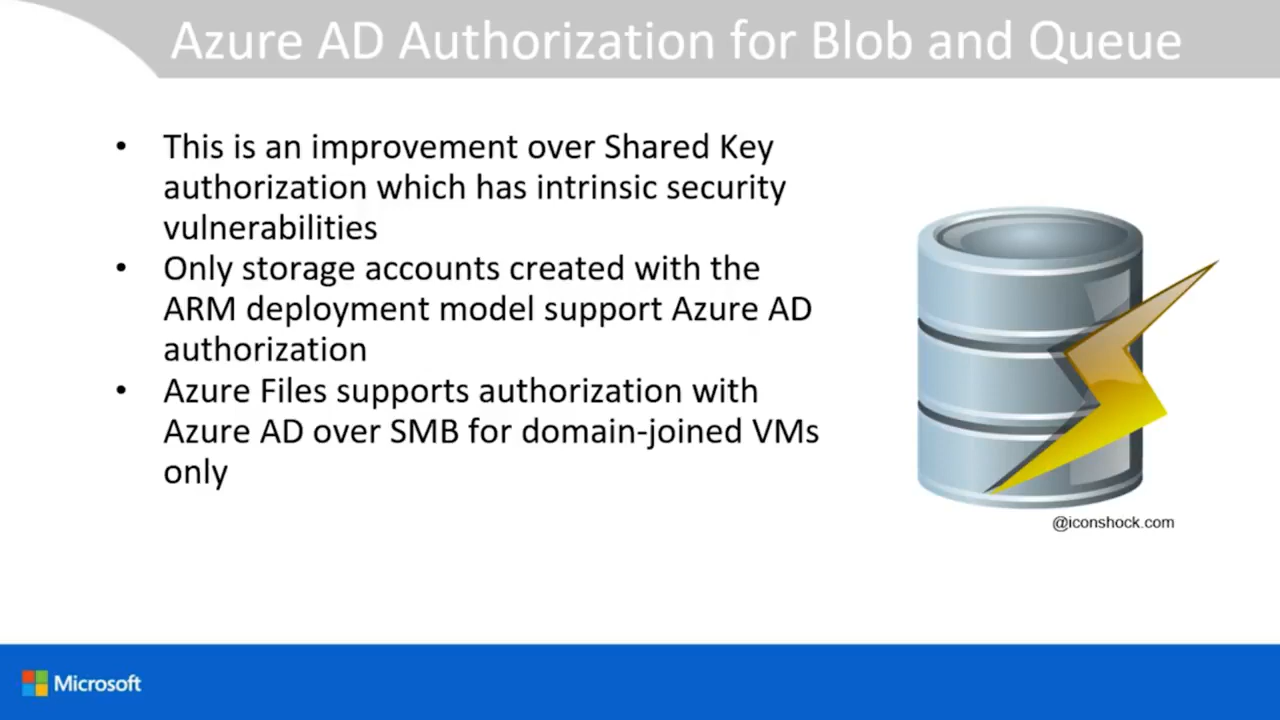 Azure AD Authorization for Blob and Queue
• This is an improvement over Shared Key
authorization which has intrinsic security
vulnerabilities
• Only storage accounts created with the
ARM deployment model support Azure AD
authorization
• Azure Files supports authorization with
Azure AD over SMB for domain-joined VMs
only
@iconshock.com
Microsoft